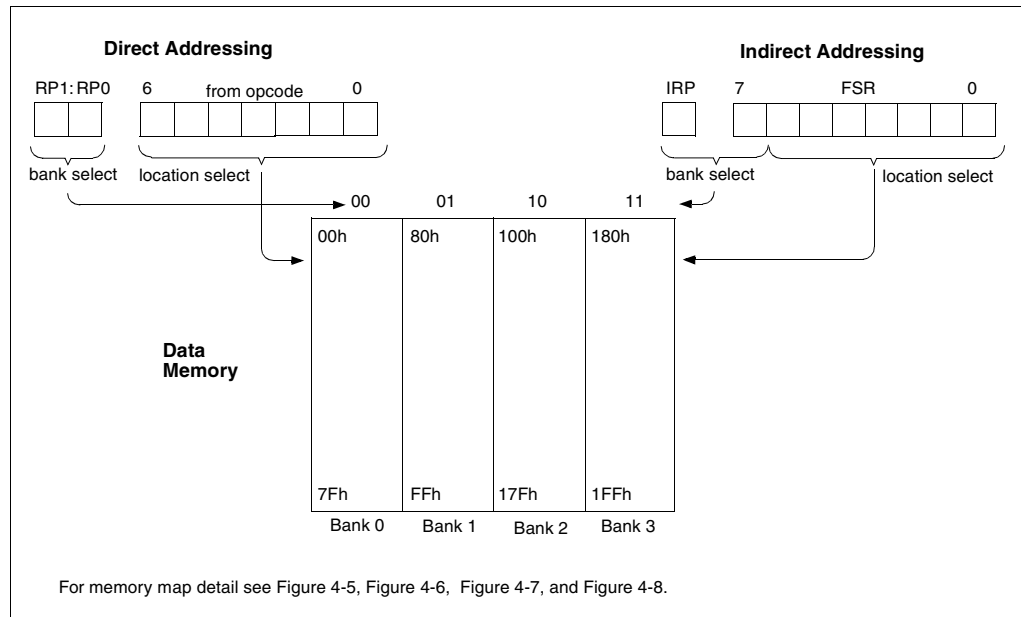 Direct Addressing
Indirect Addressing
RP1: RP0 6 from opcode 0
IRP 7 FSR 0
bank select location select
bank select location select
00 01 10 11
00h 80h 100h 180h
Data
Memory
7Fh FFh 17Fh 1FFh
Bank 0 Bank 1 Bank 2 Bank 3
For memory map detail see Figure 4-5, Figure 4-6, Figure 4-7, and Figure 4-8.